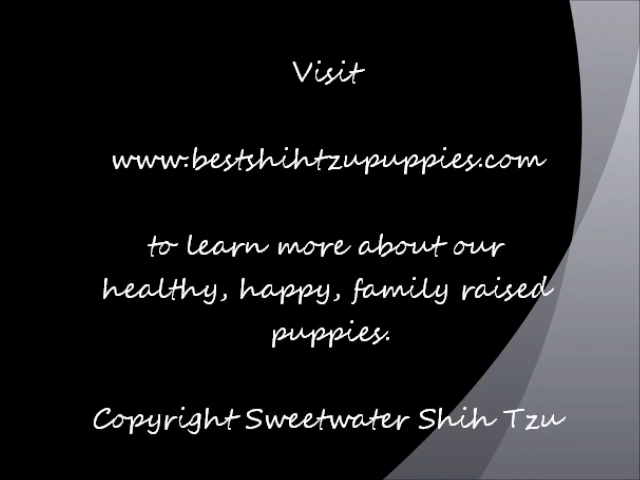 Visit
www.bestshihtzupuppies.com
to learn more about our
healthy, happy, family raised
puppies.
Copyright Sweetwater Shih Tzu